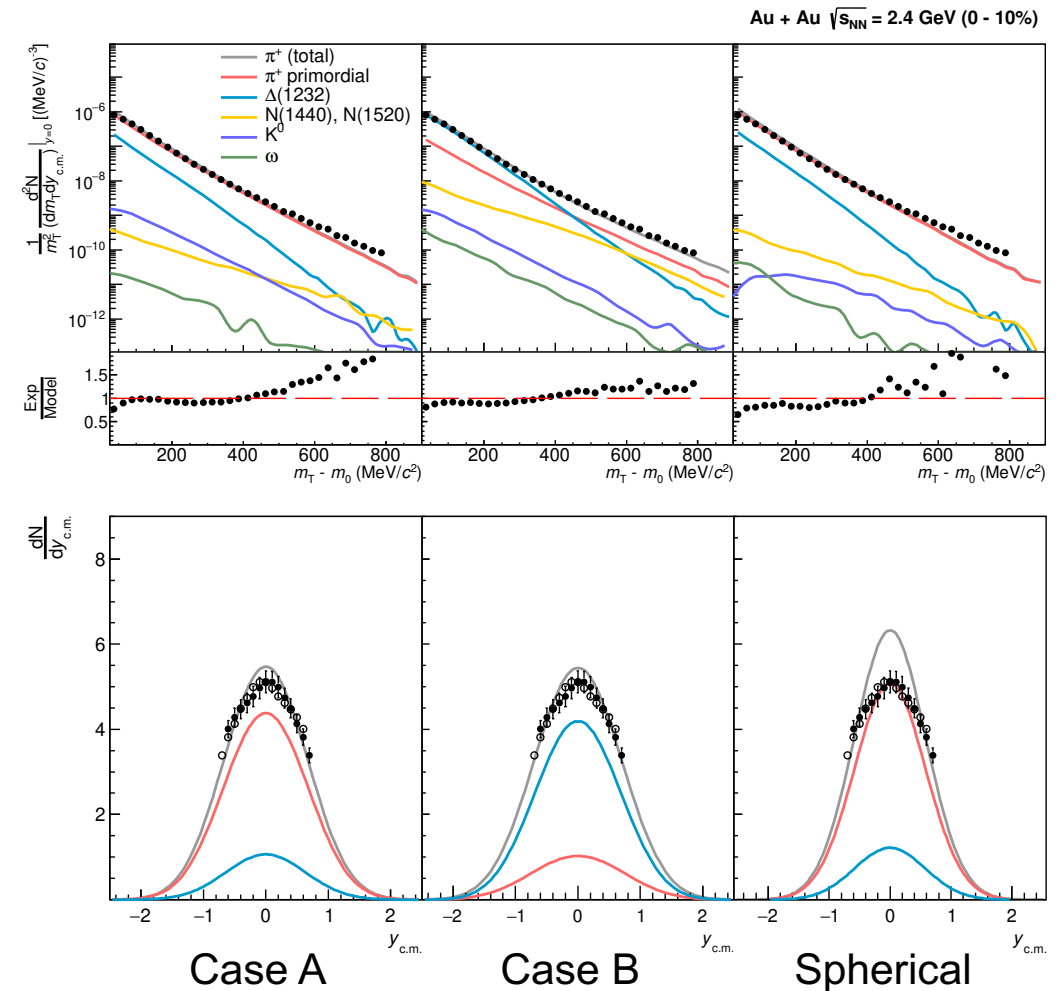 Au + Au √s_NN = 2.4 GeV (0 - 10%)
π⁺ (total)
π⁺ primordial
Δ(1232)
N(1440), N(1520)
K⁰
ω
1/m_T² d²N/(dm_T dy_c.m.) |_y=0 [(MeV/c)⁻³]
10⁻⁶
10⁻⁸
10⁻¹⁰
10⁻¹²
Exp/Model
1.5
1
0.5
200 400 600 800 200 400 600 800 200 400 600 800
m_T - m_0 (MeV/c²) m_T - m_0 (MeV/c²) m_T - m_0 (MeV/c²)
dN/dy_c.m.
8
6
4
2
−2 −1 0 1 2 −2 −1 0 1 2 −2 −1 0 1 2
y_c.m. y_c.m. y_c.m.
Case A Case B Spherical